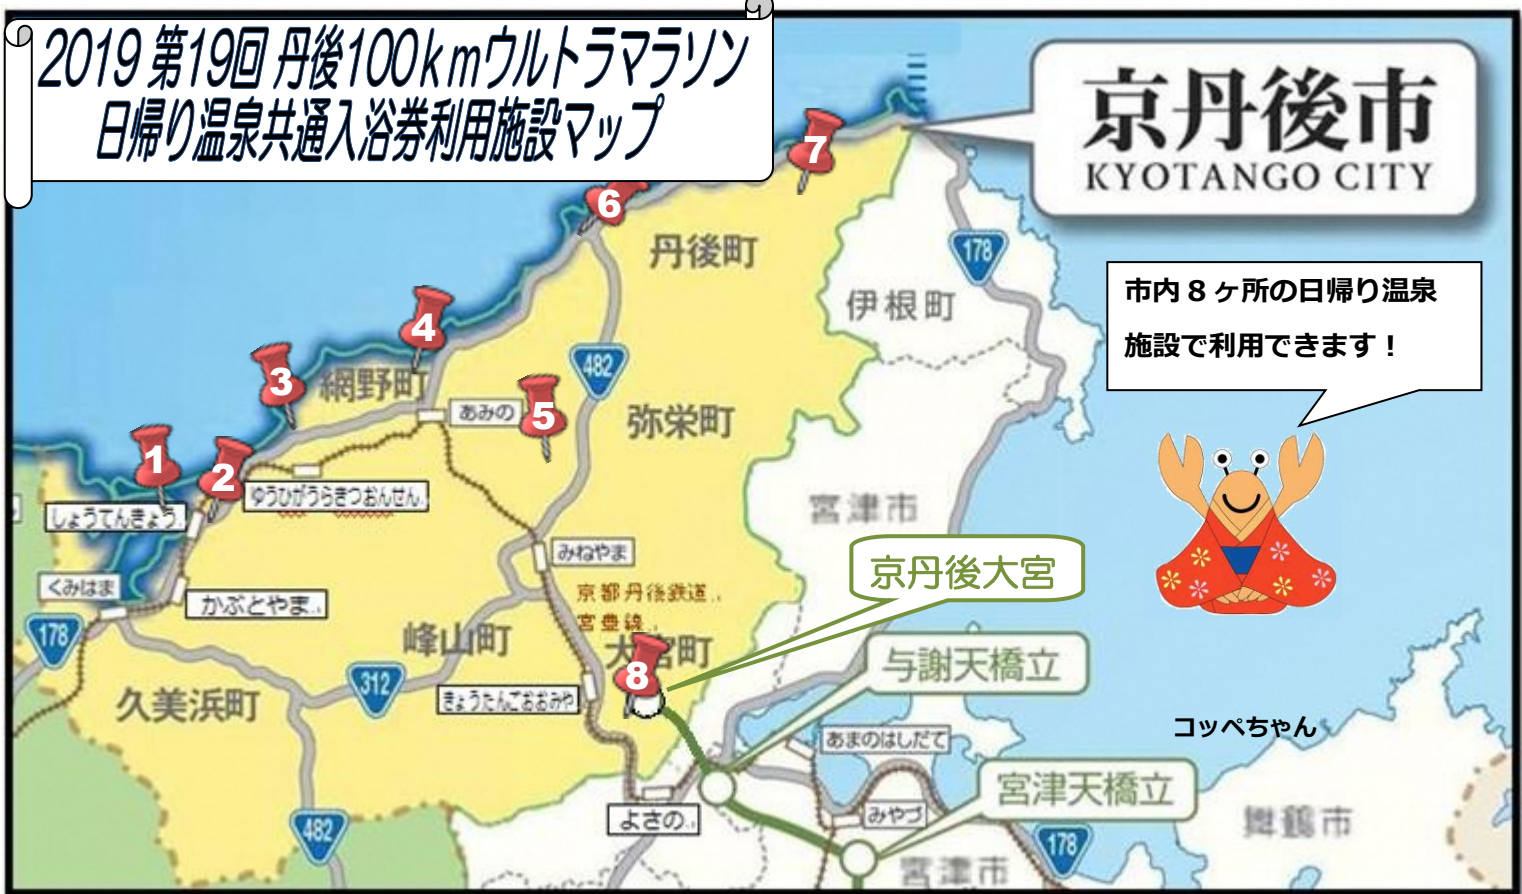 2019 第19回 丹後100kmウルトラマラソン
日帰り温泉共通入浴券利用施設マップ
京丹後市
KYOTANGO CITY
7
6
丹後町
178
伊根町
市内8ヶ所の日帰り温泉
施設で利用できます！
4
3
網野町
482
あみの
5
弥栄町
1
2
ゆうひがうらきつおんせん
しょうてんきょう
宮津市
みねやま
京丹後大宮
くみはま
かぶとやま
京都丹後鉄道
宮豊線
178
峰山町
大宮町
8
与謝天橋立
312
きょうたんごおおみや
久美浜町
コッペちゃん
あまのはしだて
宮津天橋立
482
よさの
みやづ
舞鶴市
178
宮津市